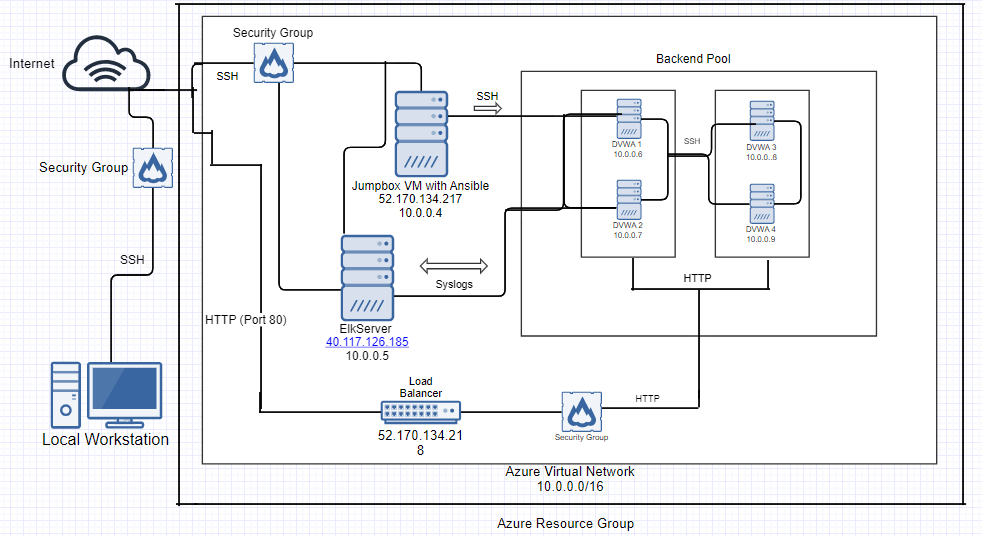 Security Group
Internet
SSH
Backend Pool
SSH
DVWA 1
10.0.0.6
SSH
DVWA 3
10.0.0..8
Security Group
Jumpbox VM with Ansible
52.170.134.217
10.0.0.4
DVWA 2
10.0.0.7
DVWA 4
10.0.0.9
SSH
Syslogs
HTTP
HTTP (Port 80)
ElkServer
40.117.126.185
10.0.0.5
Load
Balancer
HTTP
Local Workstation
52.170.134.21
8
Security Group
Azure Virtual Network
10.0.0.0/16
Azure Resource Group